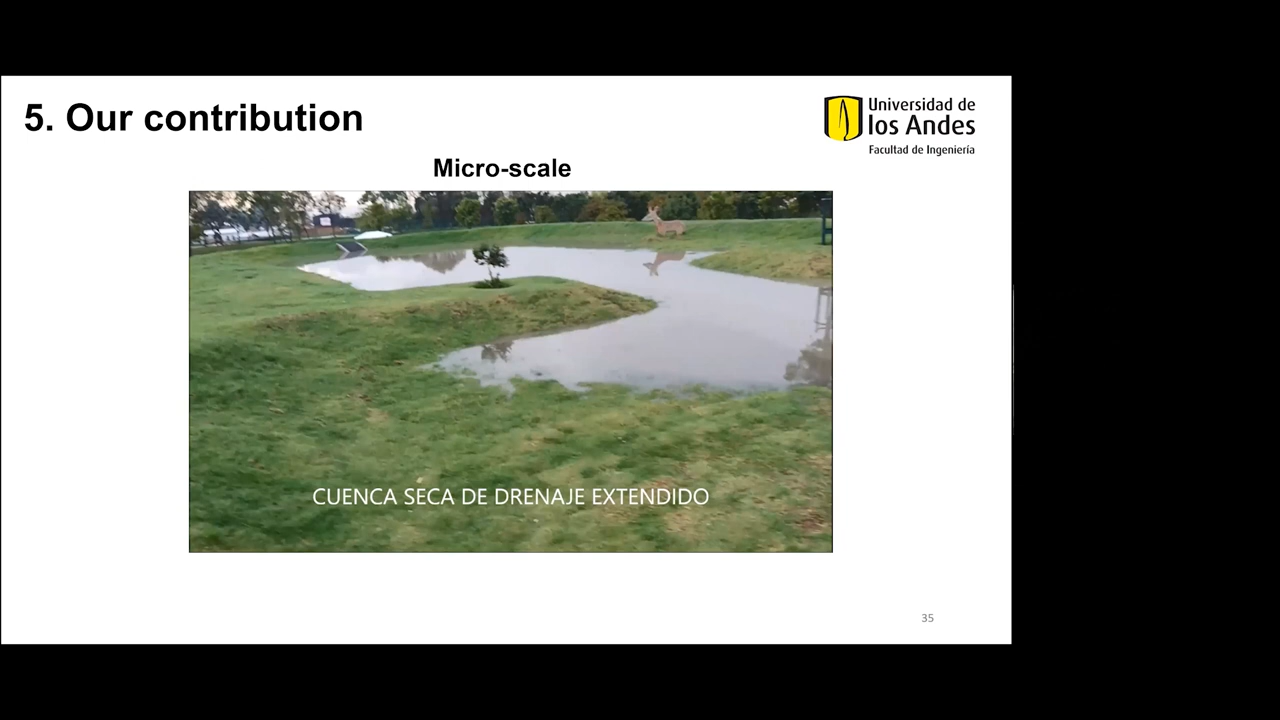 5. Our contribution
Universidad de
los Andes
Facultad de Ingeniería
Micro-scale
CUENCA SECA DE DRENAJE EXTENDIDO
35